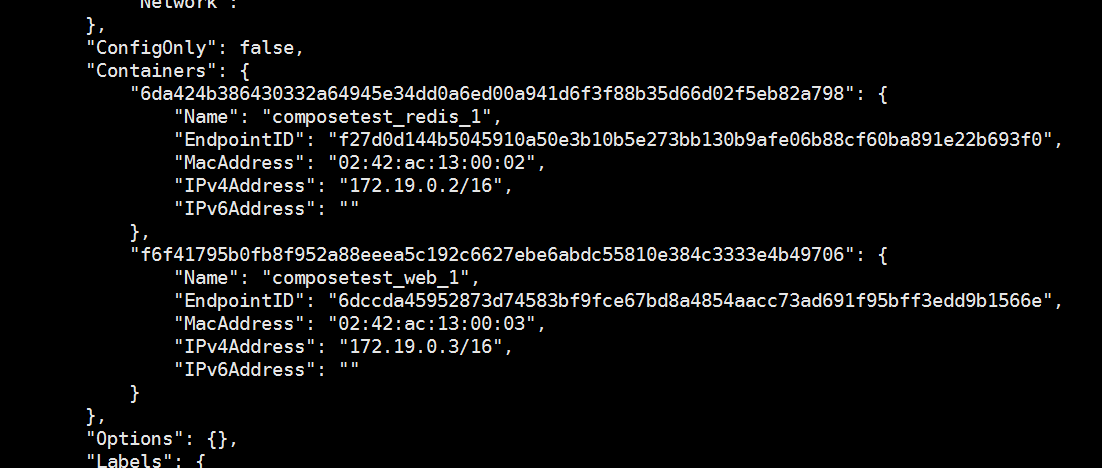 "Network":
},
"ConfigOnly": false,
"Containers": {
"6da424b386430332a64945e34dd0a6ed00a941d6f3f88b35d66d02f5eb82a798": {
"Name": "composetest_redis_1",
"EndpointID": "f27d0d144b5045910a50e3b10b5e273bb130b9afe06b88cf60ba891e22b693f0",
"MacAddress": "02:42:ac:13:00:02",
"IPv4Address": "172.19.0.2/16",
"IPv6Address": ""
},
"f6f41795b0fb8f952a88eeea5c192c6627ebe6abdc55810e384c3333e4b49706": {
"Name": "composetest_web_1",
"EndpointID": "6dccda45952873d74583bf9fce67bd8a4854aacc73ad691f95bff3edd9b1566e",
"MacAddress": "02:42:ac:13:00:03",
"IPv4Address": "172.19.0.3/16",
"IPv6Address": ""
}
},
"Options": {},
"Labels": {